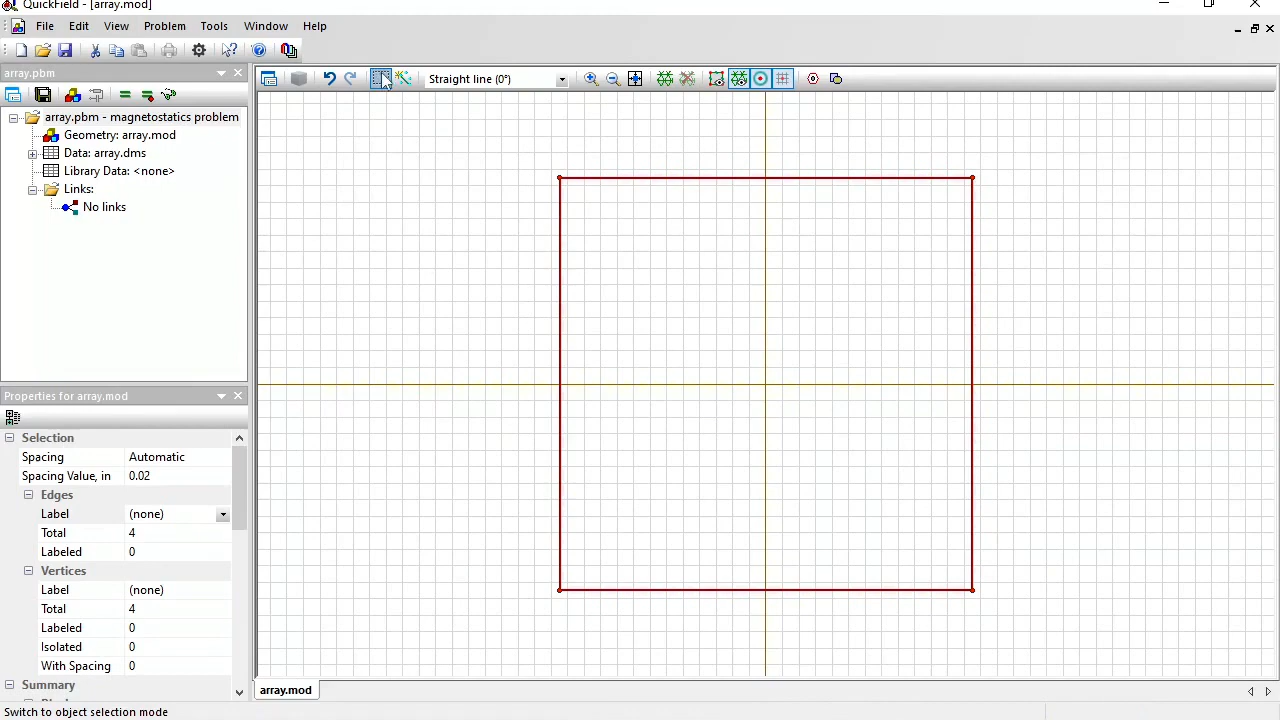 QuickField - [array.mod]
File Edit View Problem Tools Window Help
array.pbm
Straight line (0°)
array.pbm - magnetostatics problem
Geometry: array.mod
Data: array.dms
Library Data: <none>
Links:
No links
Properties for array.mod
Selection
Spacing Automatic
Spacing Value, in 0.02
Edges
Label (none)
Total 4
Labeled 0
Vertices
Label (none)
Total 4
Labeled 0
Isolated 0
With Spacing 0
Summary
array.mod
Switch to object selection mode